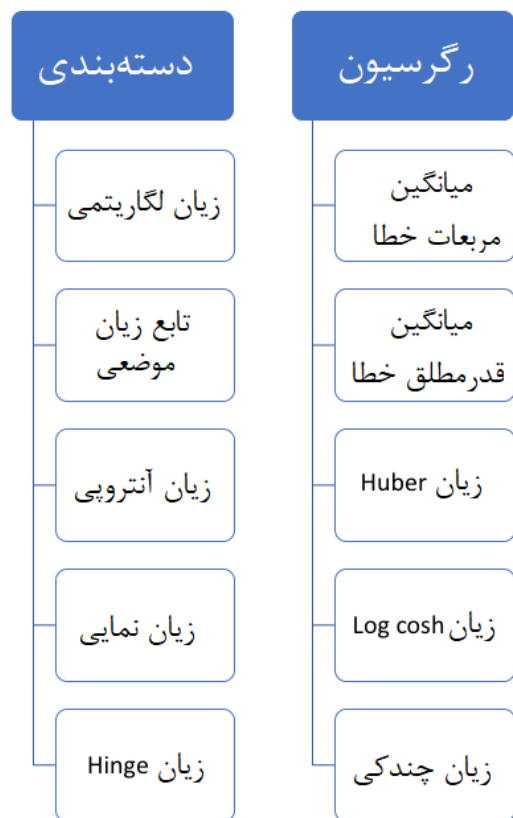 رگرسیون
میانگین
مربعات خطا
میانگین
قدرمطلق خطا
زیان Huber
زیان Log cosh
زیان چندکی
دسته‌بندی
زیان لگاریتمی
تابع زیان
موضعی
زیان آنتروپی
زیان نمایی
زیان Hinge